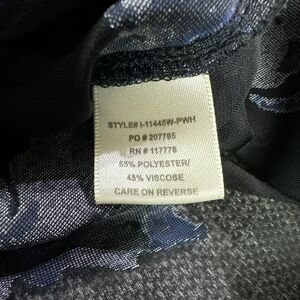 STYLE# I-11445W-PWH
PO # 207785
RN # 117776
55% POLYESTER/
45% VISCOSE
CARE ON REVERSE